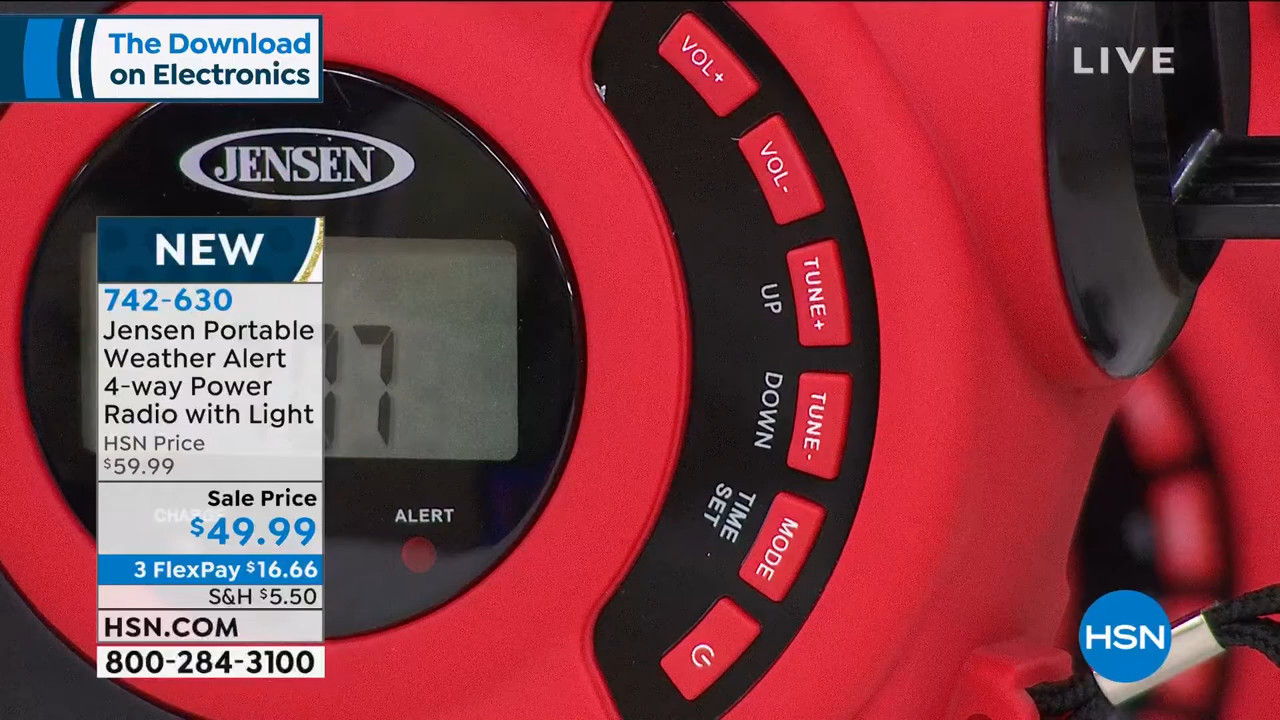 The Download
on Electronics
LIVE
JENSEN
VOL+
VOL-
TUNE+
UP
TUNE-
DOWN
MODE
TIME
SET
ALERT
NEW
742-630
Jensen Portable
Weather Alert
4-way Power
Radio with Light
HSN Price
$59.99
Sale Price
$49.99
3 FlexPay $16.66
S&H $5.50
HSN.COM
800-284-3100
HSN